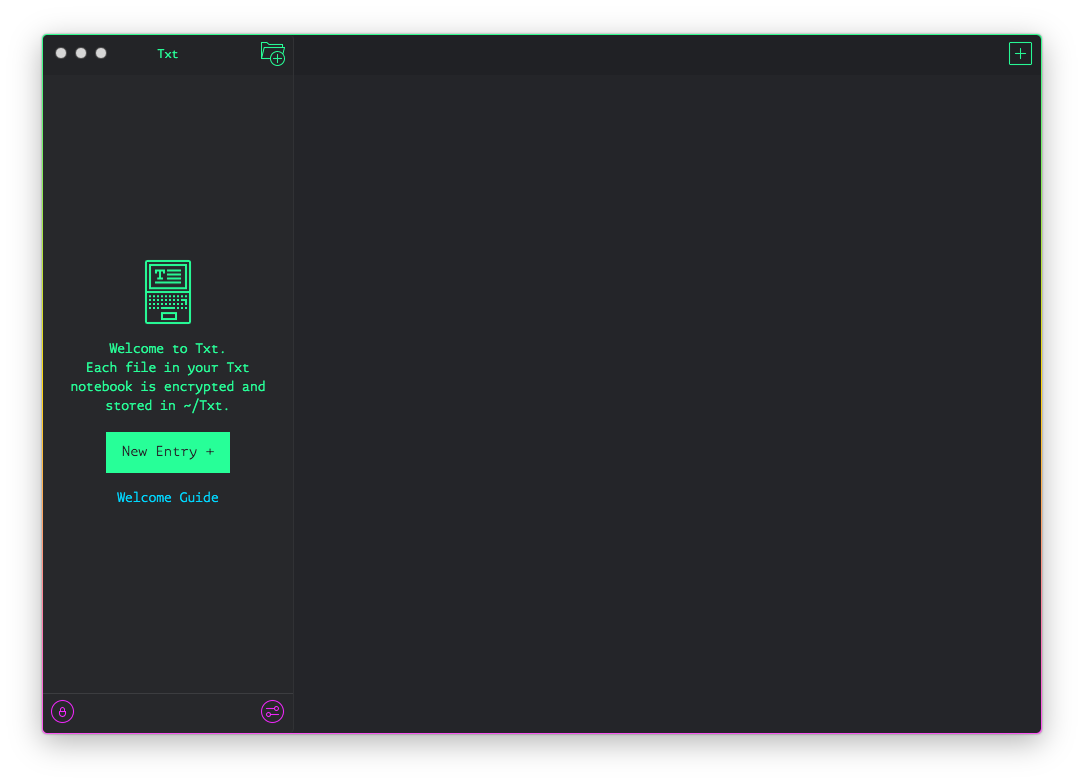 Txt
Welcome to Txt.
Each file in your Txt
notebook is encrypted and
stored in ~/Txt.
New Entry +
Welcome Guide